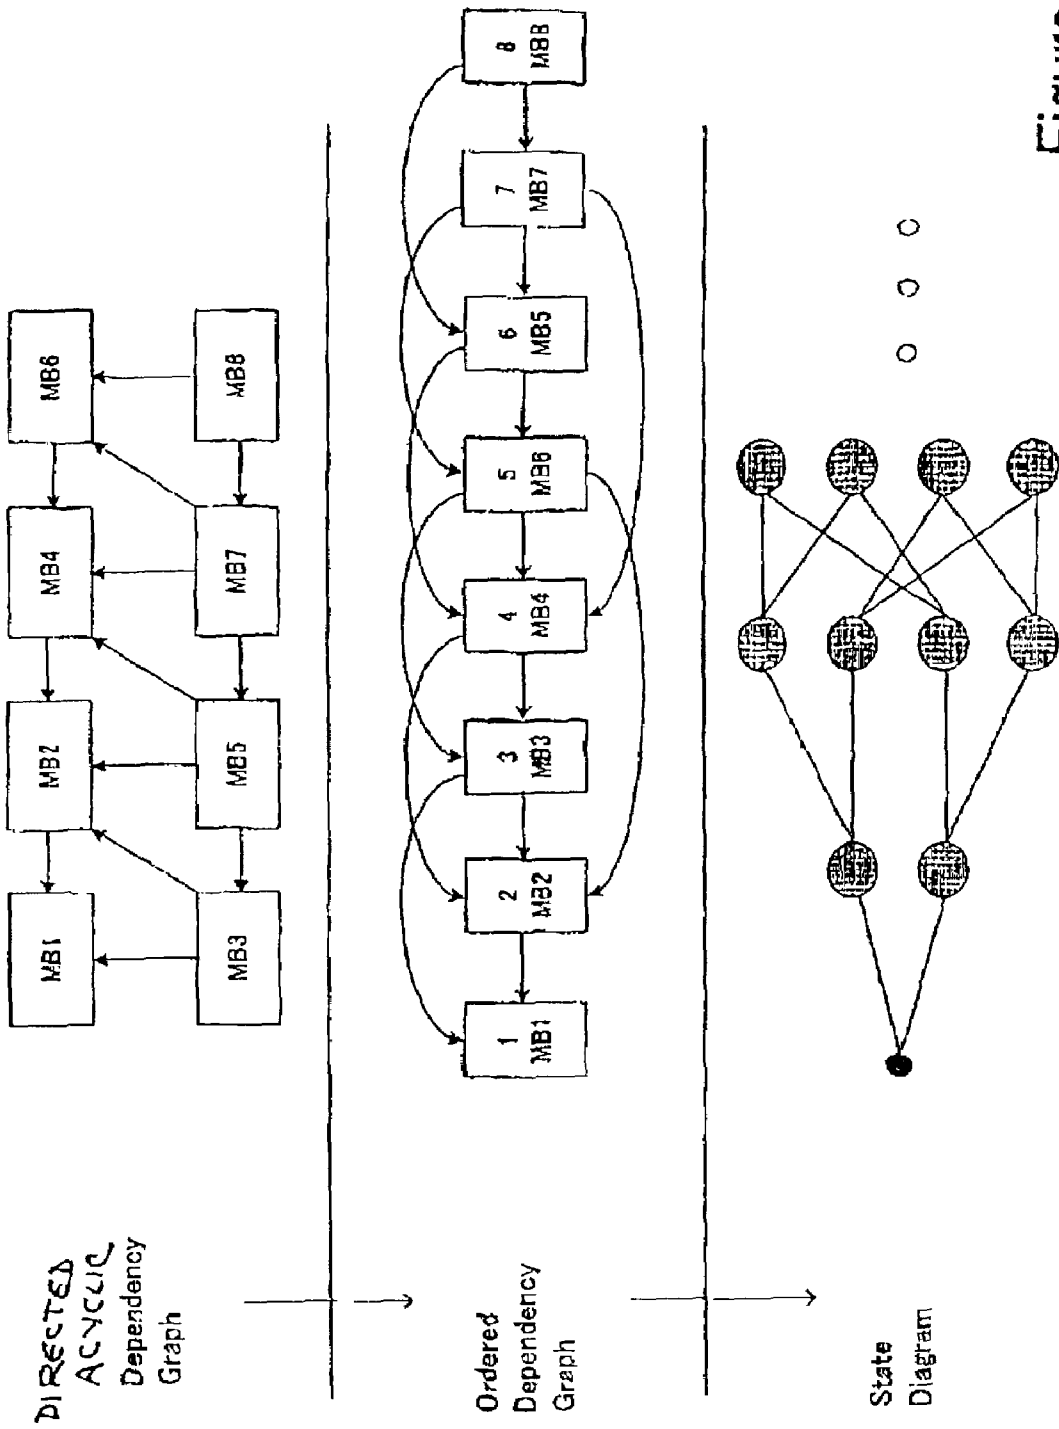 DIRECTED
ACYCLIC
Dependency
Graph
MB1
MB2
MB4
MB6
MB3
MB5
MB7
MB8
Ordered
Dependency
Graph
1
MB1
2
MB2
3
MB3
4
MB4
5
MB6
6
MB5
7
MB7
8
MB8
State
Diagram